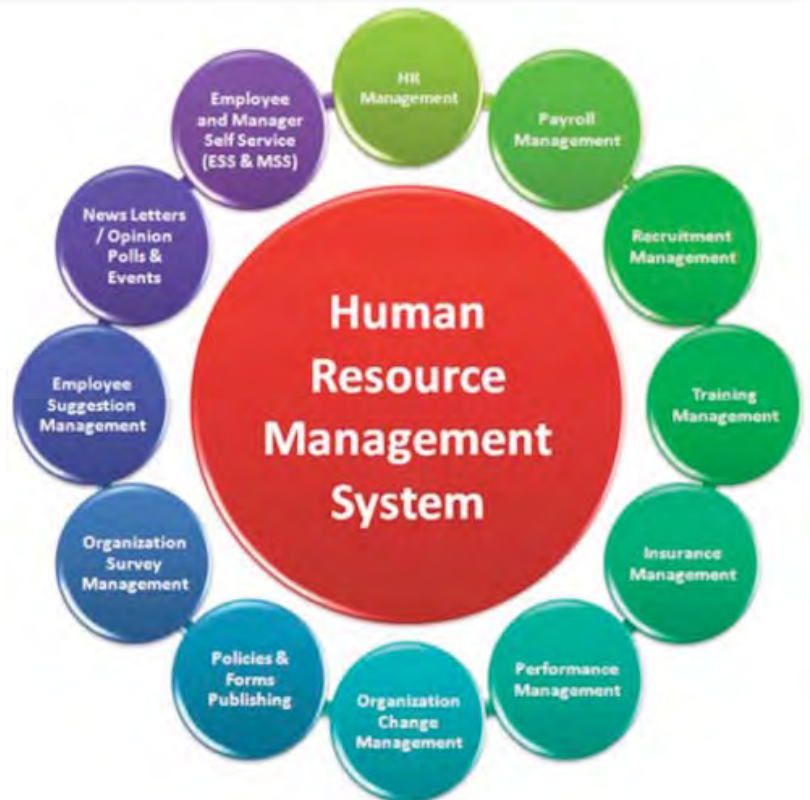 Human
Resource
Management
System
HR
Management
Payroll
Management
Recruitment
Management
Training
Management
Insurance
Management
Performance
Management
Organization
Change
Management
Policies &
Forms
Publishing
Organization
Survey
Management
Employee
Suggestion
Management
News Letters
/ Opinion
Polls &
Events
Employee
and Manager
Self Service
(ESS & MSS)